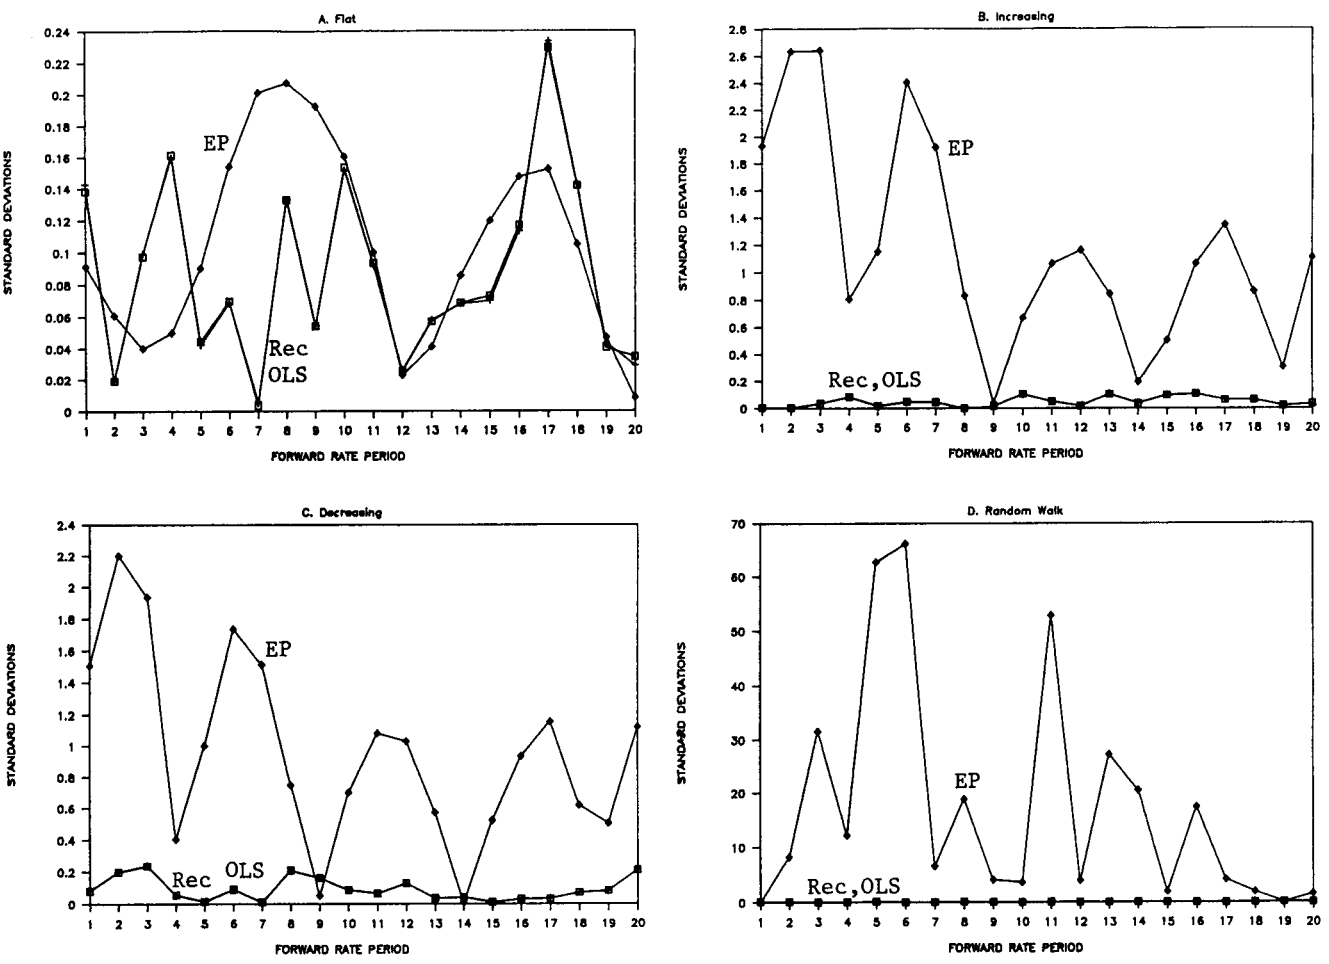 A. Flat
STANDARD DEVIATIONS
0.24
0.22
0.2
0.18
0.16
0.14
0.12
0.1
0.08
0.06
0.04
0.02
0
EP
Rec
OLS
1 2 3 4 5 6 7 8 9 10 11 12 13 14 15 16 17 18 19 20
FORWARD RATE PERIOD
B. Increasing
STANDARD DEVIATIONS
2.8
2.6
2.4
2.2
2
1.8
1.6
1.4
1.2
1
0.8
0.6
0.4
0.2
0
EP
Rec,OLS
1 2 3 4 5 6 7 8 9 10 11 12 13 14 15 16 17 18 19 20
FORWARD RATE PERIOD
C. Decreasing
STANDARD DEVIATIONS
2.4
2.2
2
1.8
1.6
1.4
1.2
1
0.8
0.6
0.4
0.2
0
EP
Rec OLS
1 2 3 4 5 6 7 8 9 10 11 12 13 14 15 16 17 18 19 20
FORWARD RATE PERIOD
D. Random Walk
STANDARD DEVIATIONS
70
60
50
40
30
20
10
0
EP
Rec,OLS
1 2 3 4 5 6 7 8 9 10 11 12 13 14 15 16 17 18 19 20
FORWARD RATE PERIOD